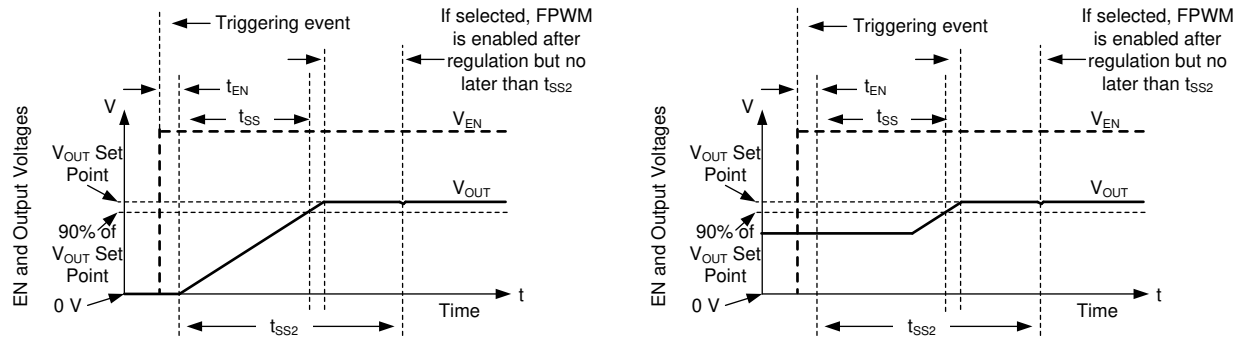 Triggering event
If selected, FPWM
is enabled after
regulation but no
later than tSS2
tEN
tSS
V
VEN
VOUT Set
Point
VOUT
90% of
VOUT Set
Point
0 V
EN and Output Voltages
t
Time
tSS2
Triggering event
If selected, FPWM
is enabled after
regulation but no
later than tSS2
tEN
tSS
V
VEN
VOUT Set
Point
VOUT
90% of
VOUT Set
Point
0 V
EN and Output Voltages
t
Time
tSS2